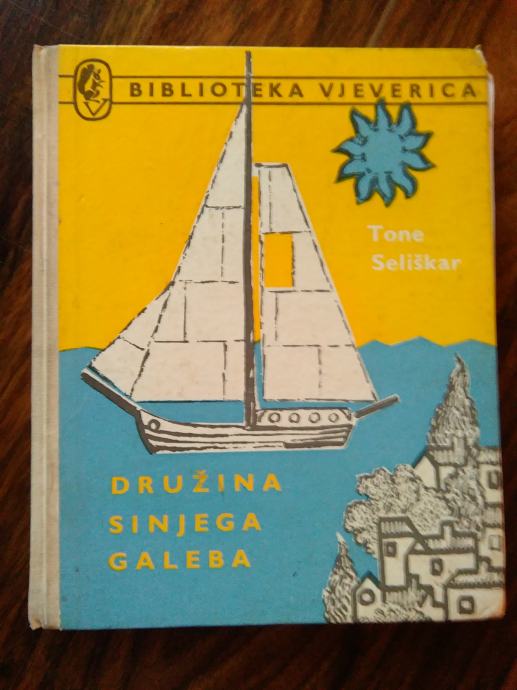 BIBLIOTEKA VJEVERICA
V
Tone
Seliškar
DRUŽINA
SINJEGA
GALEBA